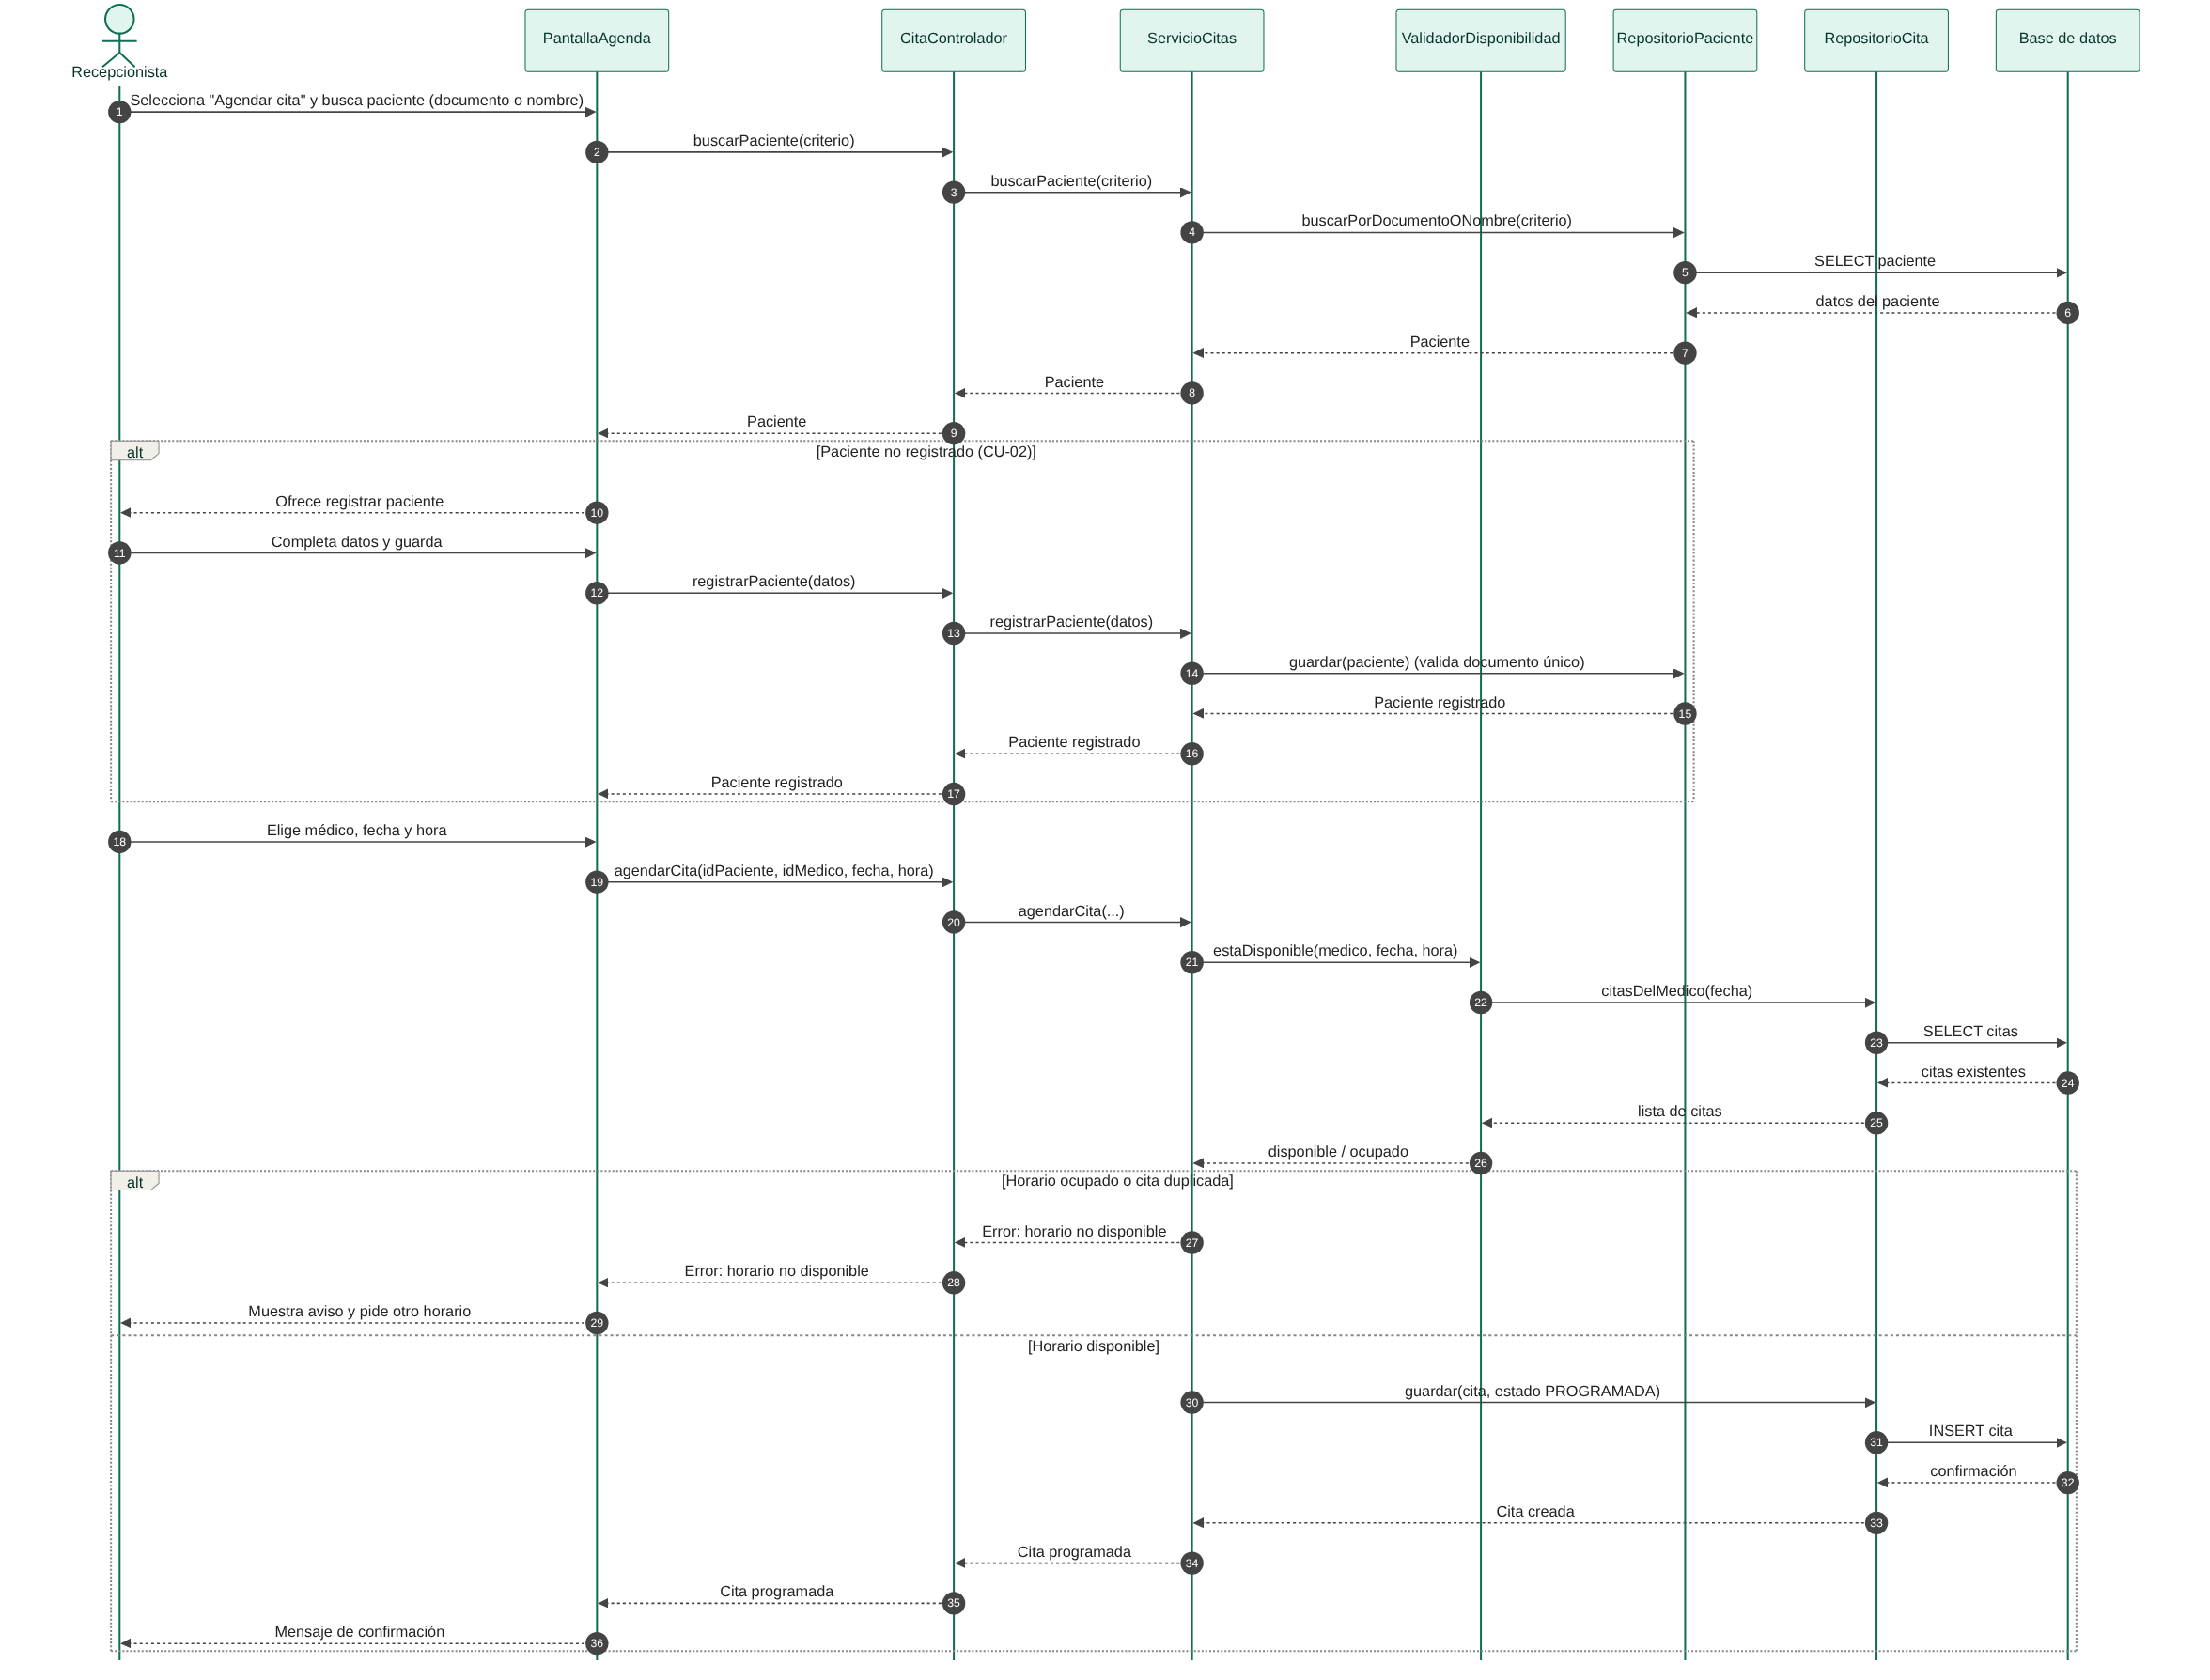 Recepcionista
PantallaAgenda
CitaControlador
ServicioCitas
ValidadorDisponibilidad
RepositorioPaciente
RepositorioCita
Base de datos
1 Selecciona "Agendar cita" y busca paciente (documento o nombre)
2 buscarPaciente(criterio)
3 buscarPaciente(criterio)
4 buscarPorDocumentoONombre(criterio)
5 SELECT paciente
datos del paciente 6
Paciente 7
Paciente 8
Paciente 9
alt [Paciente no registrado (CU-02)]
Ofrece registrar paciente 10
11 Completa datos y guarda
12 registrarPaciente(datos)
13 registrarPaciente(datos)
14 guardar(paciente) (valida documento único)
Paciente registrado 15
Paciente registrado 16
Paciente registrado 17
18 Elige médico, fecha y hora
19 agendarCita(idPaciente, idMedico, fecha, hora)
20 agendarCita(...)
21 estaDisponible(medico, fecha, hora)
22 citasDelMedico(fecha)
23 SELECT citas
citas existentes 24
lista de citas 25
disponible / ocupado 26
alt [Horario ocupado o cita duplicada]
Error: horario no disponible 27
Error: horario no disponible 28
Muestra aviso y pide otro horario 29
[Horario disponible]
30 guardar(cita, estado PROGRAMADA)
31 INSERT cita
confirmación 32
Cita creada 33
Cita programada 34
Cita programada 35
Mensaje de confirmación 36